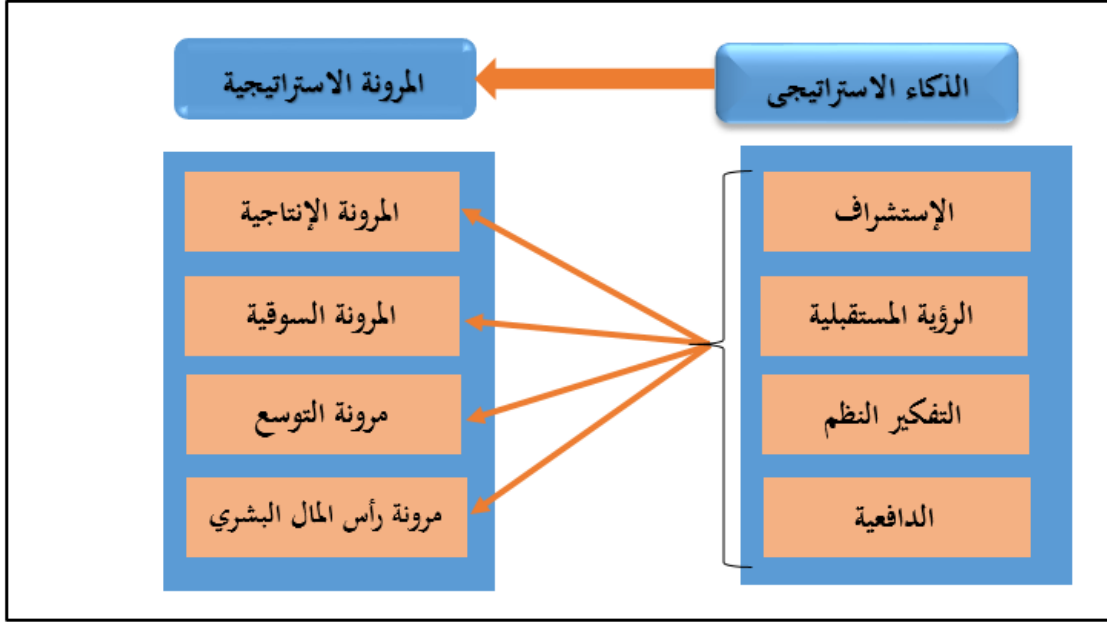 الذكاء الاستراتيجى
المرونة الاستراتيجية
الإستشراف
الرؤية المستقبلية
التفكير النظم
الدافعية
المرونة الإنتاجية
المرونة السوقية
مرونة التوسع
مرونة رأس المال البشري